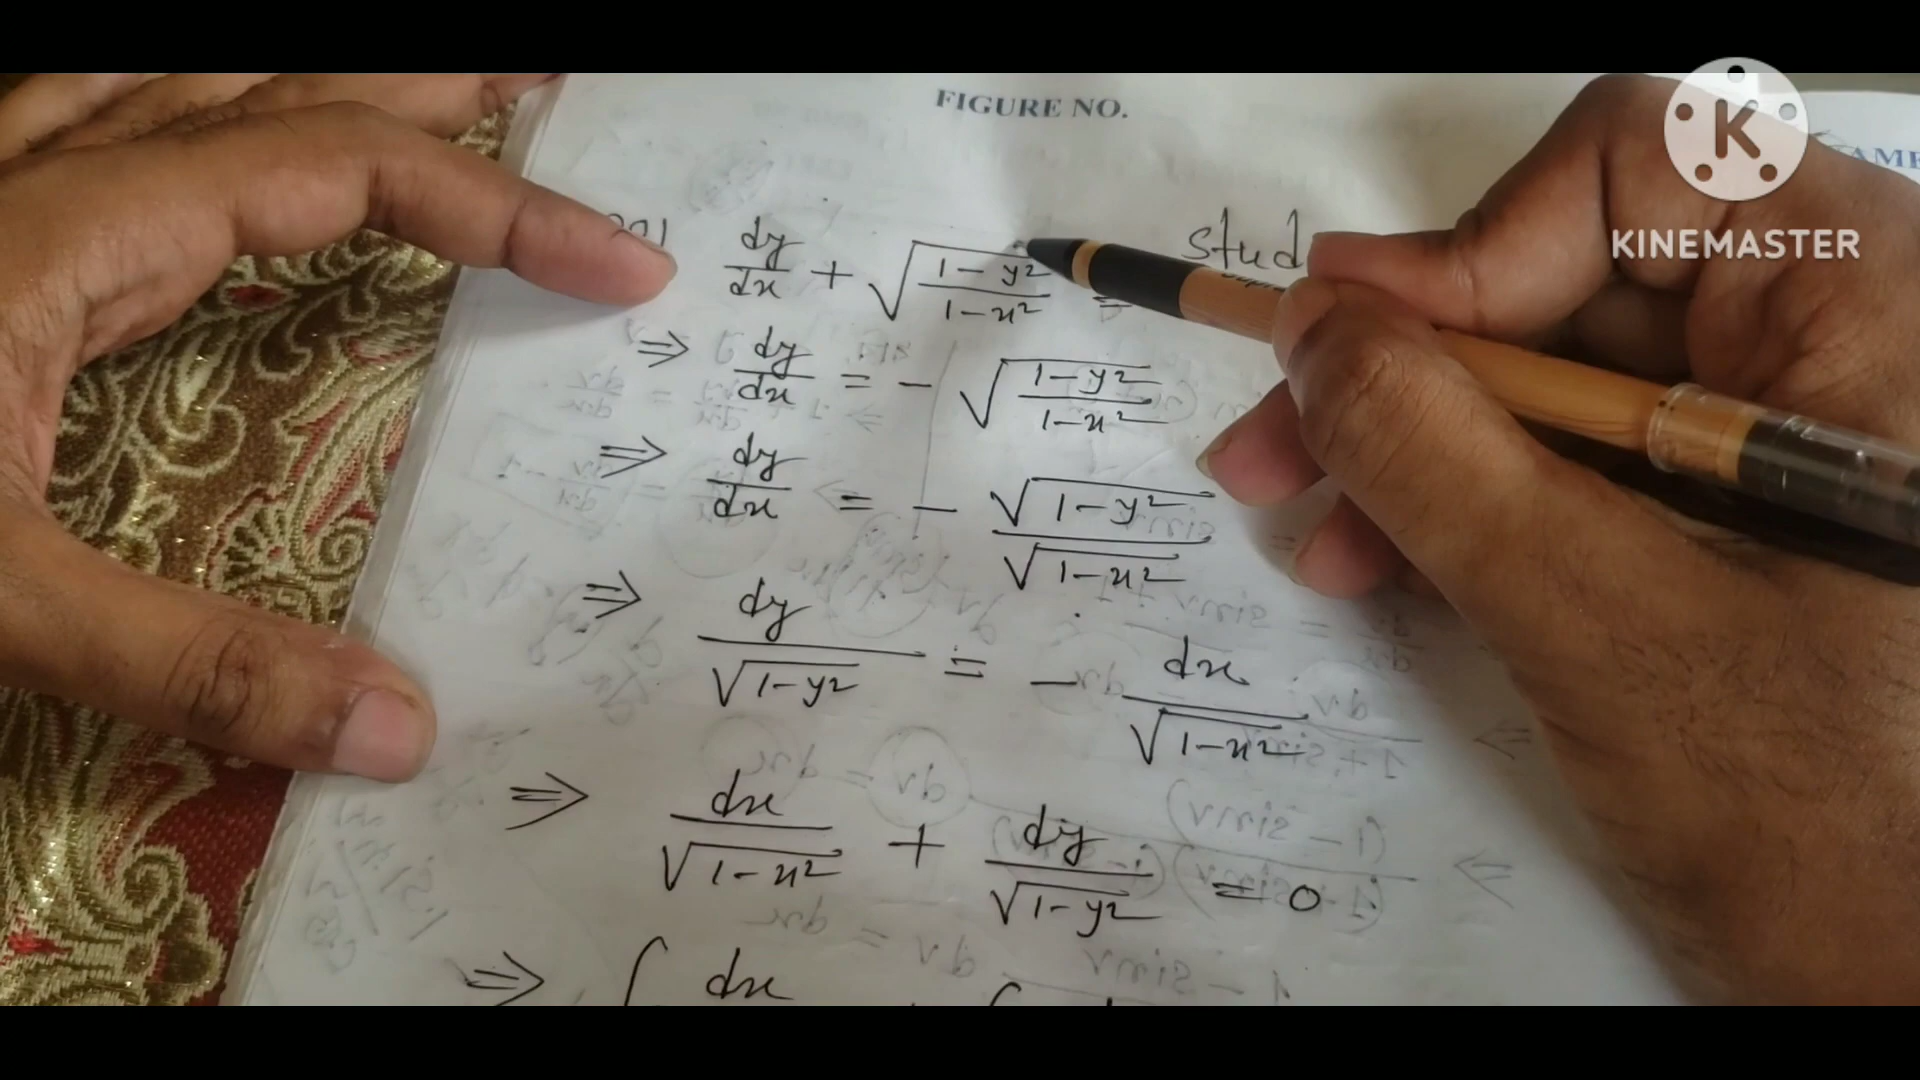 FIGURE NO.
KINEMASTER
dy/dx + √((1-y²)/(1-x²))
stud
⇒ dy/dx = - √((1-y²)/(1-x²))
⇒ dy/dx = - √(1-y²)/√(1-x²)
⇒ dy/√(1-y²) = - dx/√(1-x²)
⇒ dx/√(1-x²) + dy/√(1-y²) = 0
⇒ ∫ dx